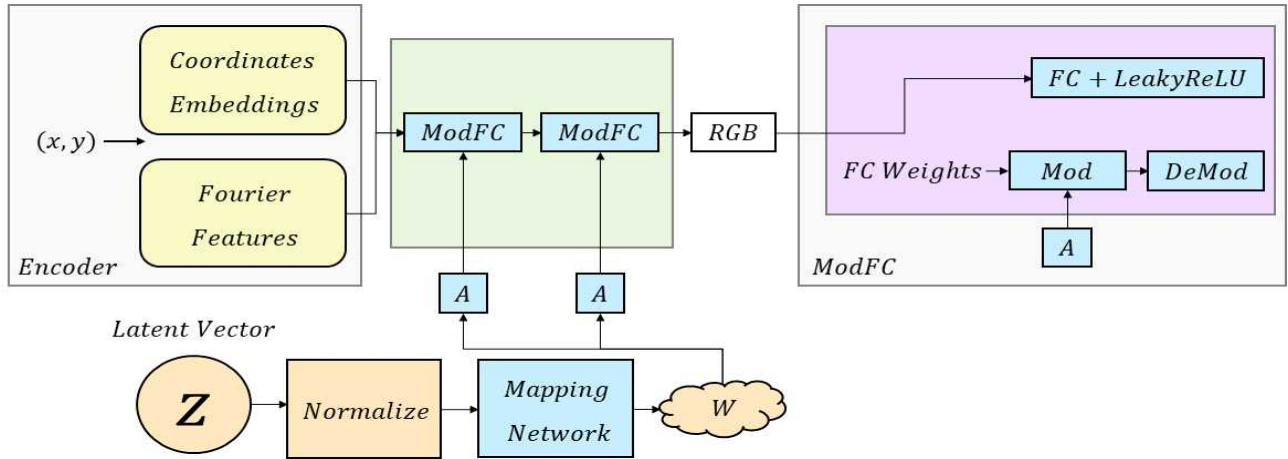 Coordinates
Embeddings
(x, y)
Fourier
Features
Encoder
ModFC
ModFC
RGB
FC + LeakyReLU
FC Weights
Mod
DeMod
A
ModFC
A
A
Latent Vector
Z
Normalize
Mapping
Network
W